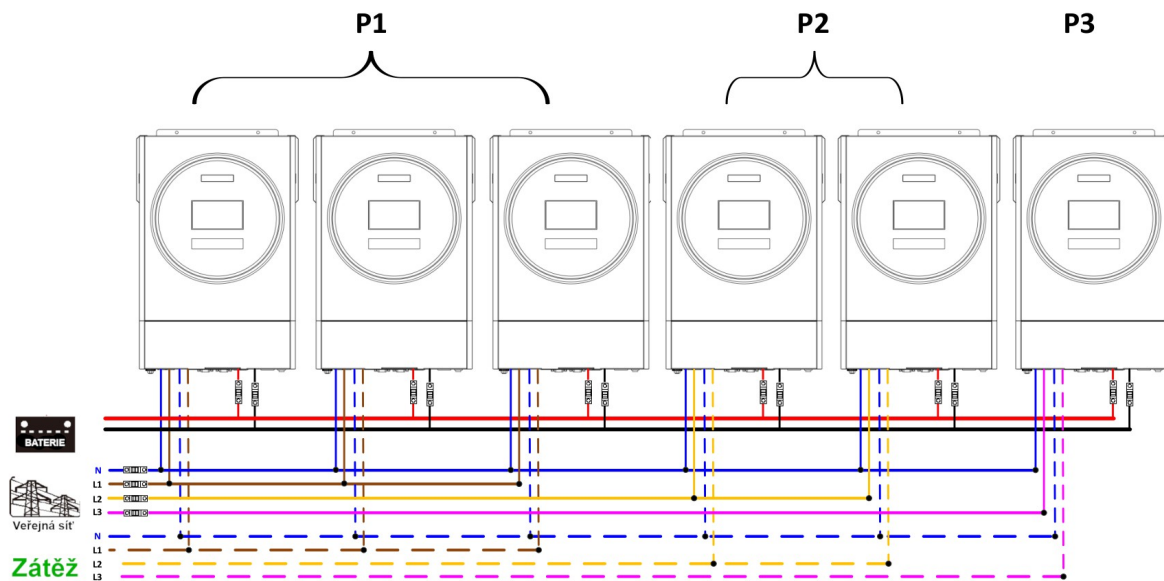 P1
P2
P3
BATERIE
N
L1
L2
L3
Veřejná síť
N
L1
L2
L3
Zátěž